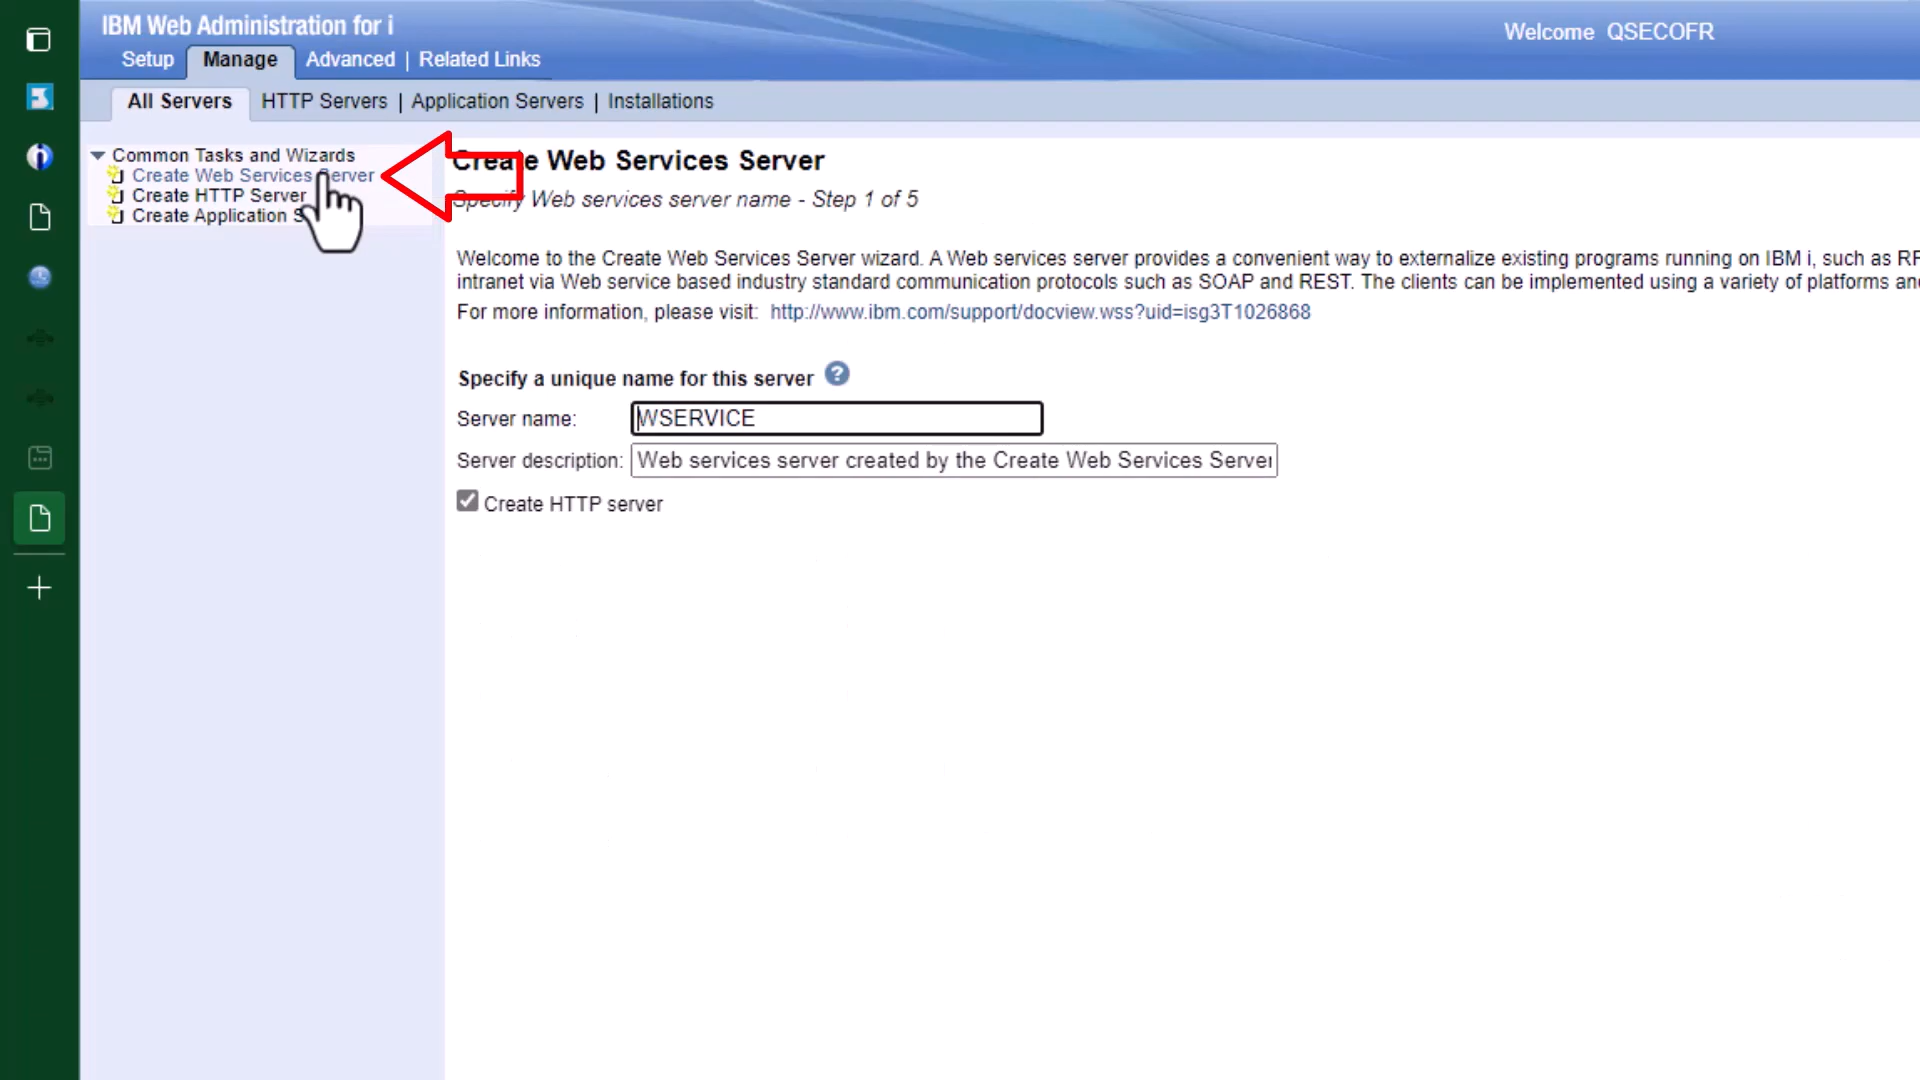 IBM Web Administration for i
Welcome QSECOFR
Setup Manage Advanced | Related Links
All Servers HTTP Servers | Application Servers | Installations
Common Tasks and Wizards
Create Web Services Server
Create HTTP Server
Create Application S
Create Web Services Server
Specify Web services server name - Step 1 of 5
Welcome to the Create Web Services Server wizard. A Web services server provides a convenient way to externalize existing programs running on IBM i, such as RP
intranet via Web service based industry standard communication protocols such as SOAP and REST. The clients can be implemented using a variety of platforms and
For more information, please visit: http://www.ibm.com/support/docview.wss?uid=isg3T1026868
Specify a unique name for this server ?
Server name: WSERVICE
Server description: Web services server created by the Create Web Services Server
Create HTTP server